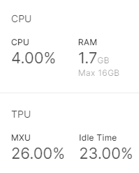 CPU
CPU RAM
4.00% 1.7GB
Max 16GB
TPU
MXU Idle Time
26.00% 23.00%